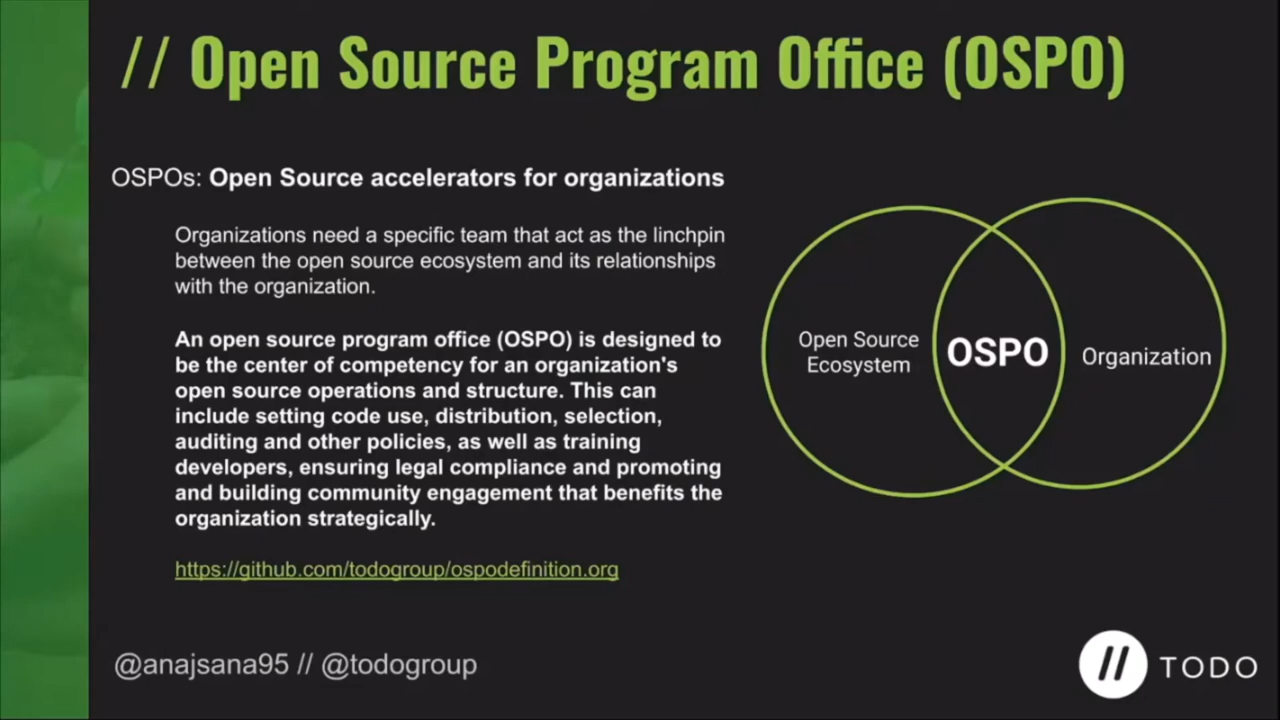 // Open Source Program Office (OSPO)
OSPOs: Open Source accelerators for organizations
Organizations need a specific team that act as the linchpin
between the open source ecosystem and its relationships
with the organization.
An open source program office (OSPO) is designed to
be the center of competency for an organization's
open source operations and structure. This can
include setting code use, distribution, selection,
auditing and other policies, as well as training
developers, ensuring legal compliance and promoting
and building community engagement that benefits the
organization strategically.
https://github.com/todogroup/ospodefinition.org
Open Source
Ecosystem
OSPO
Organization
@anajsana95 // @todogroup
// TODO